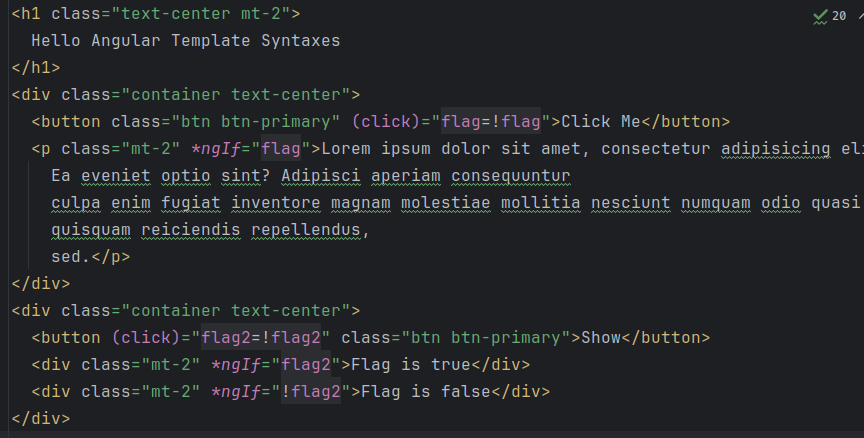 <h1 class="text-center mt-2">
20
Hello Angular Template Syntaxes
</h1>
<div class="container text-center">
<button class="btn btn-primary" (click)="flag=!flag">Click Me</button>
<p class="mt-2" *ngIf="flag">Lorem ipsum dolor sit amet, consectetur adipisicing eli
Ea eveniet optio sint? Adipisci aperiam consequuntur
culpa enim fugiat inventore magnam molestiae mollitia nesciunt numquam odio quasi
quisquam reiciendis repellendus,
sed.</p>
</div>
<div class="container text-center">
<button (click)="flag2=!flag2" class="btn btn-primary">Show</button>
<div class="mt-2" *ngIf="flag2">Flag is true</div>
<div class="mt-2" *ngIf="!flag2">Flag is false</div>
</div>